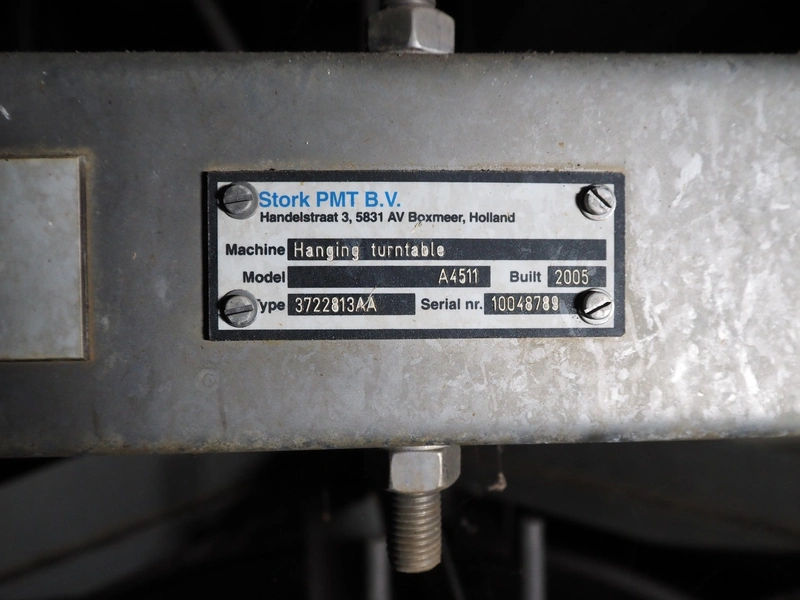 Stork PMT B.V.
Handelstraat 3, 5831 AV Boxmeer, Holland
Machine Hanging turntable
Model A4511 Built 2005
Type 3722813AA Serial nr. 10048789